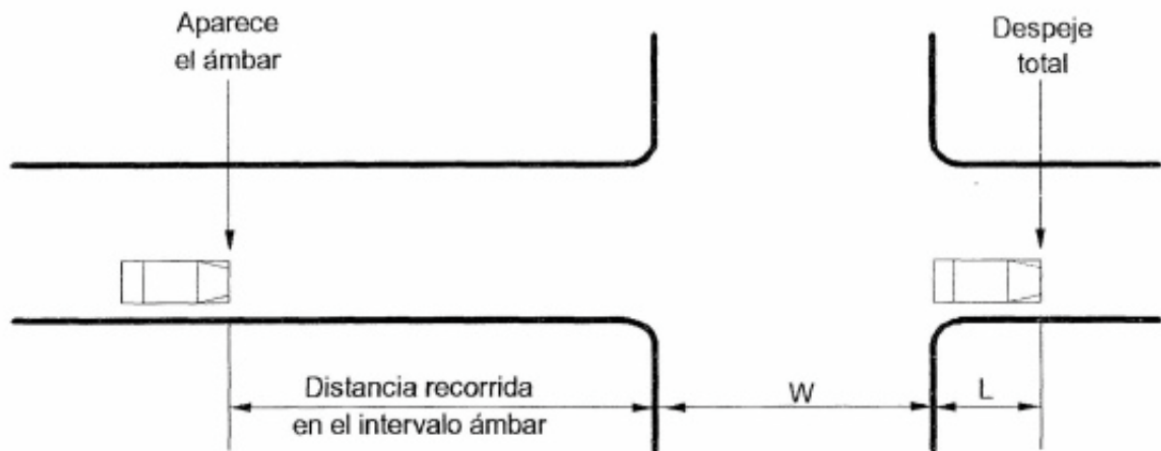 Aparece
el ámbar
Despeje
total
Distancia recorrida
en el intervalo ámbar
W
L